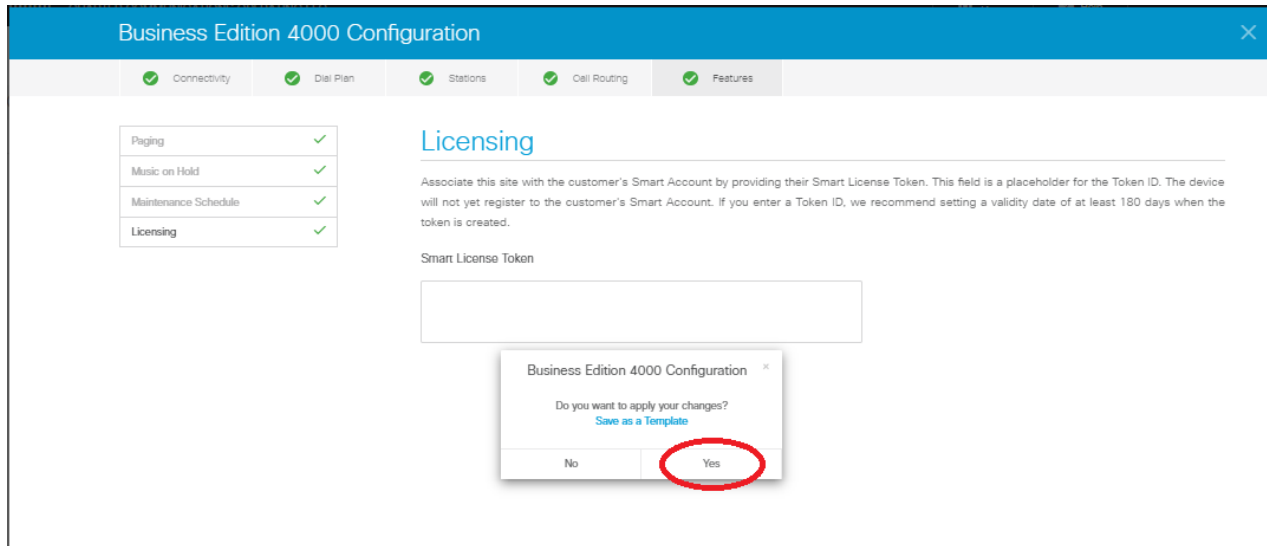 Business Edition 4000 Configuration
Connectivity
Dial Plan
Stations
Call Routing
Features
Paging
Music on Hold
Maintenance Schedule
Licensing
Licensing
Associate this site with the customer's Smart Account by providing their Smart License Token. This field is a placeholder for the Token ID. The device
will not yet register to the customer's Smart Account. If you enter a Token ID, we recommend setting a validity date of at least 180 days when the
token is created.
Smart License Token
Business Edition 4000 Configuration
Do you want to apply your changes?
Save as a Template
No
Yes